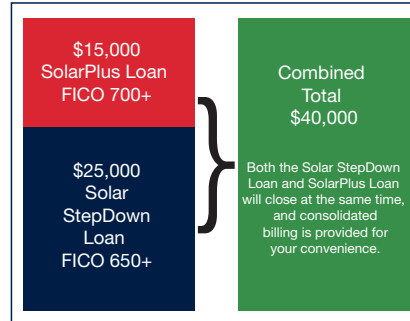 $15,000
SolarPlus Loan
FICO 700+
$25,000
Solar
StepDown
Loan
FICO 650+
Combined
Total
$40,000
Both the Solar StepDown
Loan and SolarPlus Loan
will close at the same time,
and consolidated
billing is provided for
your convenience.